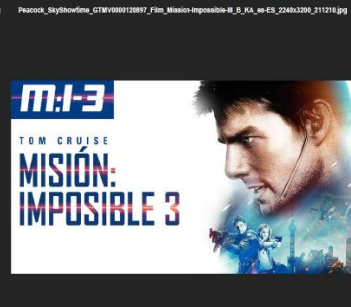 Peacock_SkyShowtime_GTMV0000120897_Film_Mission-Impossible-III_B_KA_es-ES_2240x3200_211210.jpg
M:I-3
TOM CRUISE
MISIÓN:
IMPOSIBLE 3